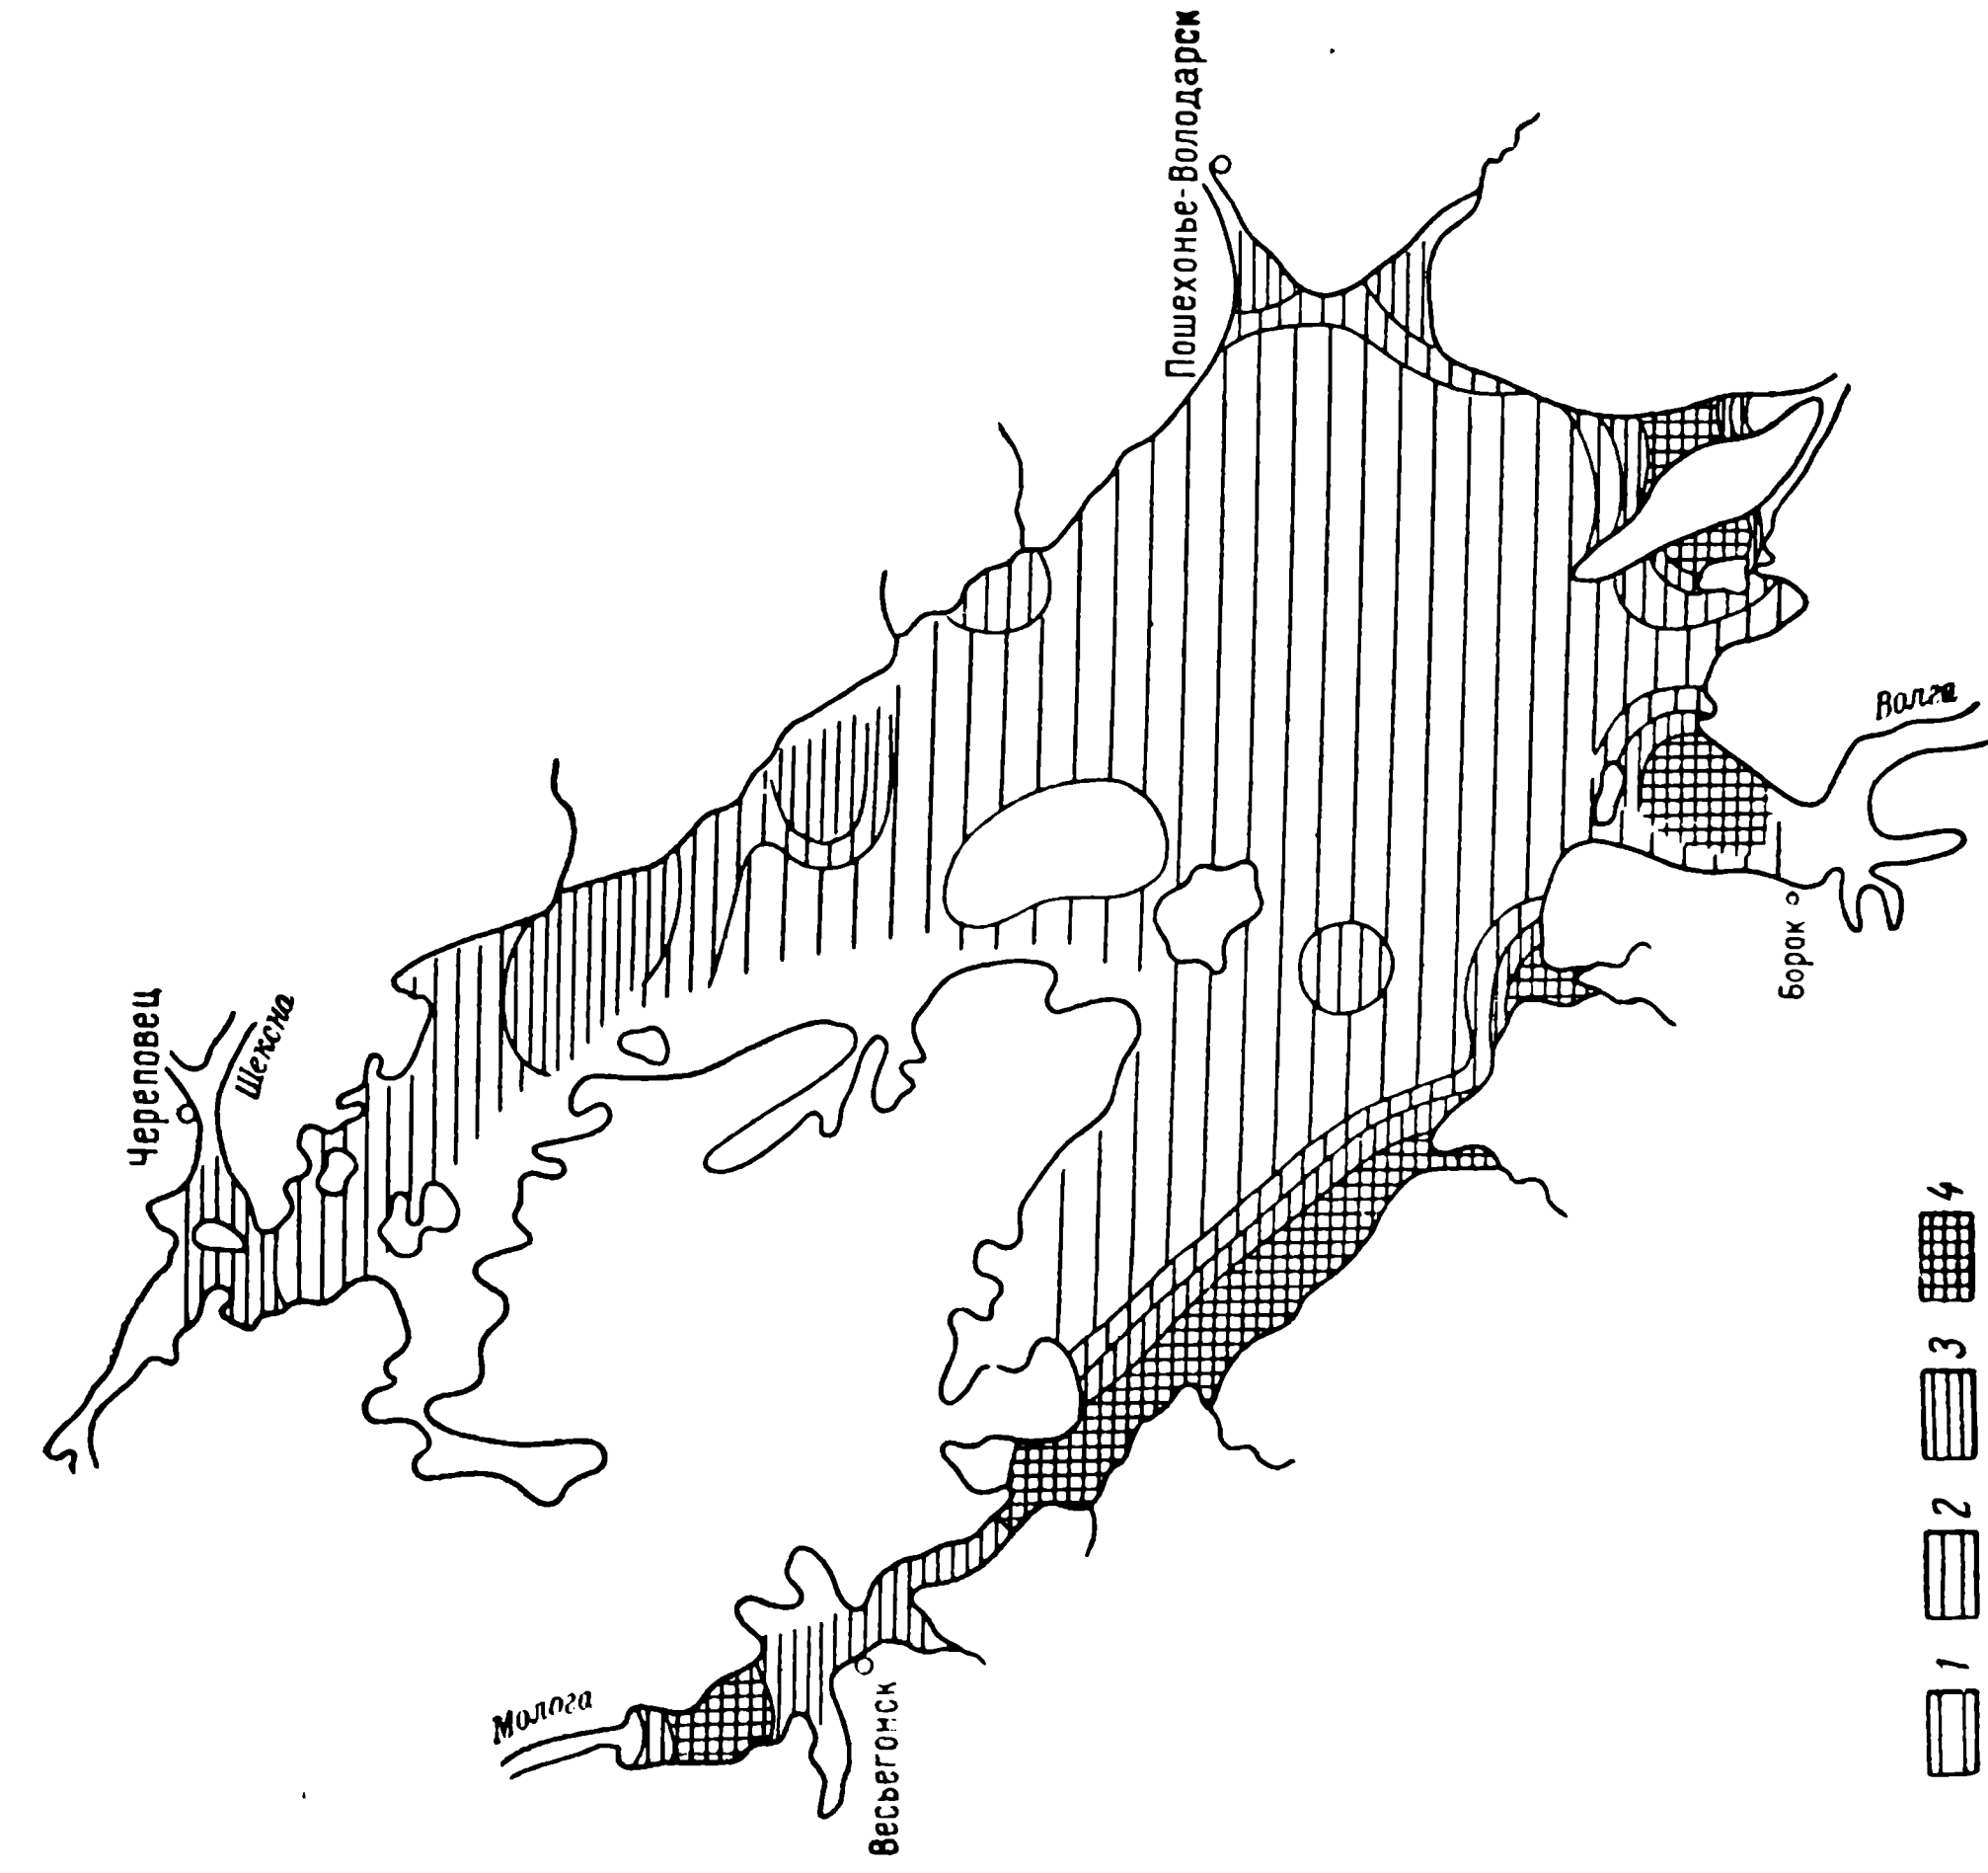 Череповец
Шексна
Пошехонье-Володарск
Волга
Борок
Молога
Весьегонск
1 2 3 4